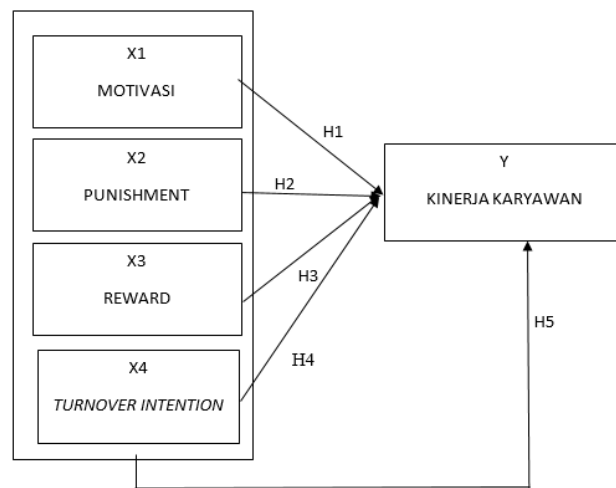 X1
MOTIVASI
X2
PUNISHMENT
X3
REWARD
X4
TURNOVER INTENTION
H1
H2
H3
H4
Y
KINERJA KARYAWAN
H5